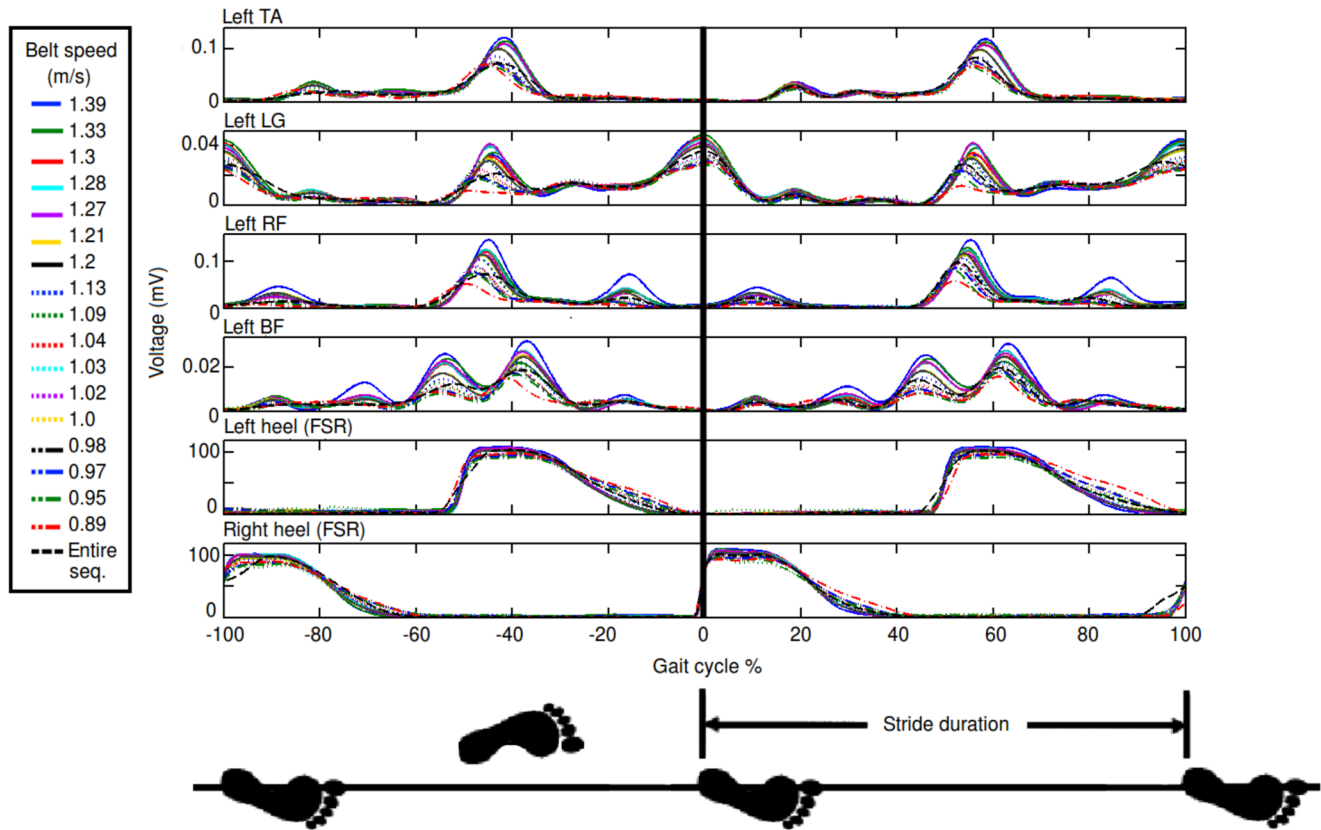 Belt speed
(m/s)
1.39
1.33
1.3
1.28
1.27
1.21
1.2
1.13
1.09
1.04
1.03
1.02
1.0
0.98
0.97
0.95
0.89
Entire
seq.
Voltage (mV)
Left TA
0.1
0
Left LG
0.04
0
Left RF
0.1
0
Left BF
0.02
0
Left heel (FSR)
100
0
Right heel (FSR)
100
0
-100 -80 -60 -40 -20 0 20 40 60 80 100
Gait cycle %
Stride duration